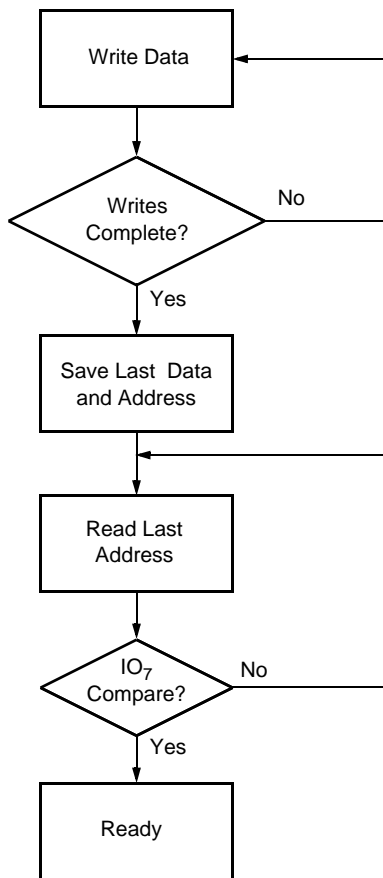 Write Data
Writes
Complete?
No
Yes
Save Last Data
and Address
Read Last
Address
IO₇
Compare?
No
Yes
Ready